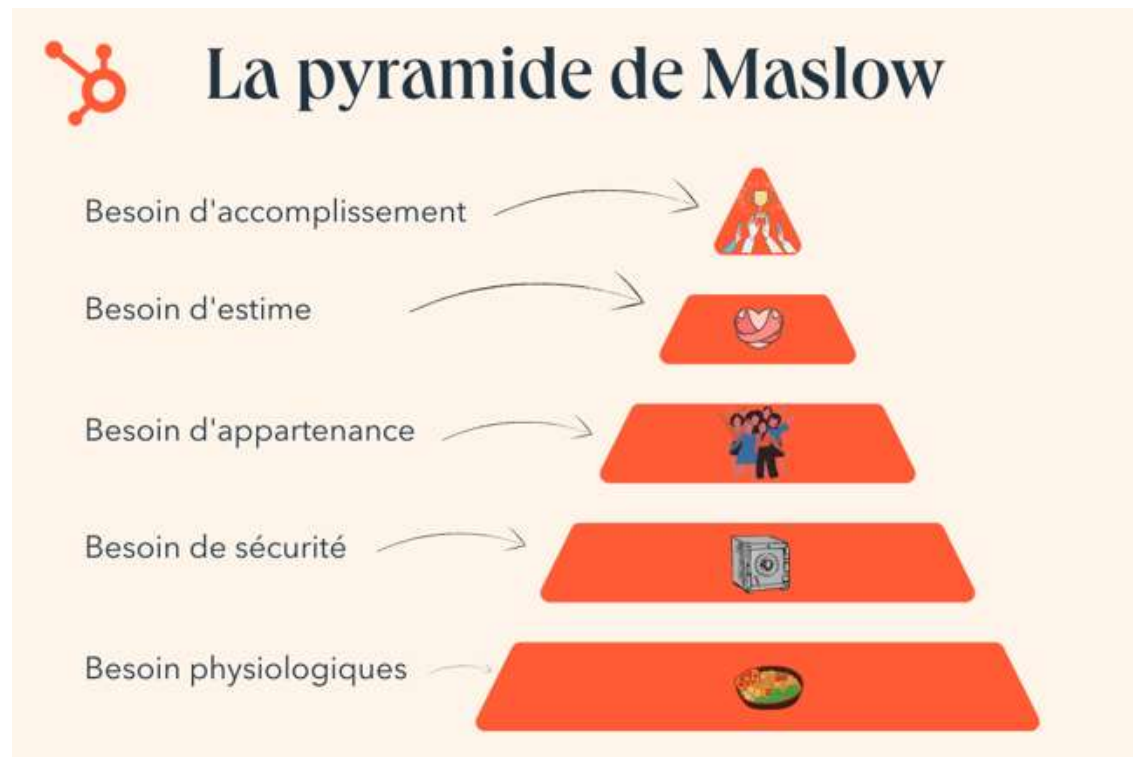 La pyramide de Maslow
Besoin d'accomplissement
Besoin d'estime
Besoin d'appartenance
Besoin de sécurité
Besoin physiologiques